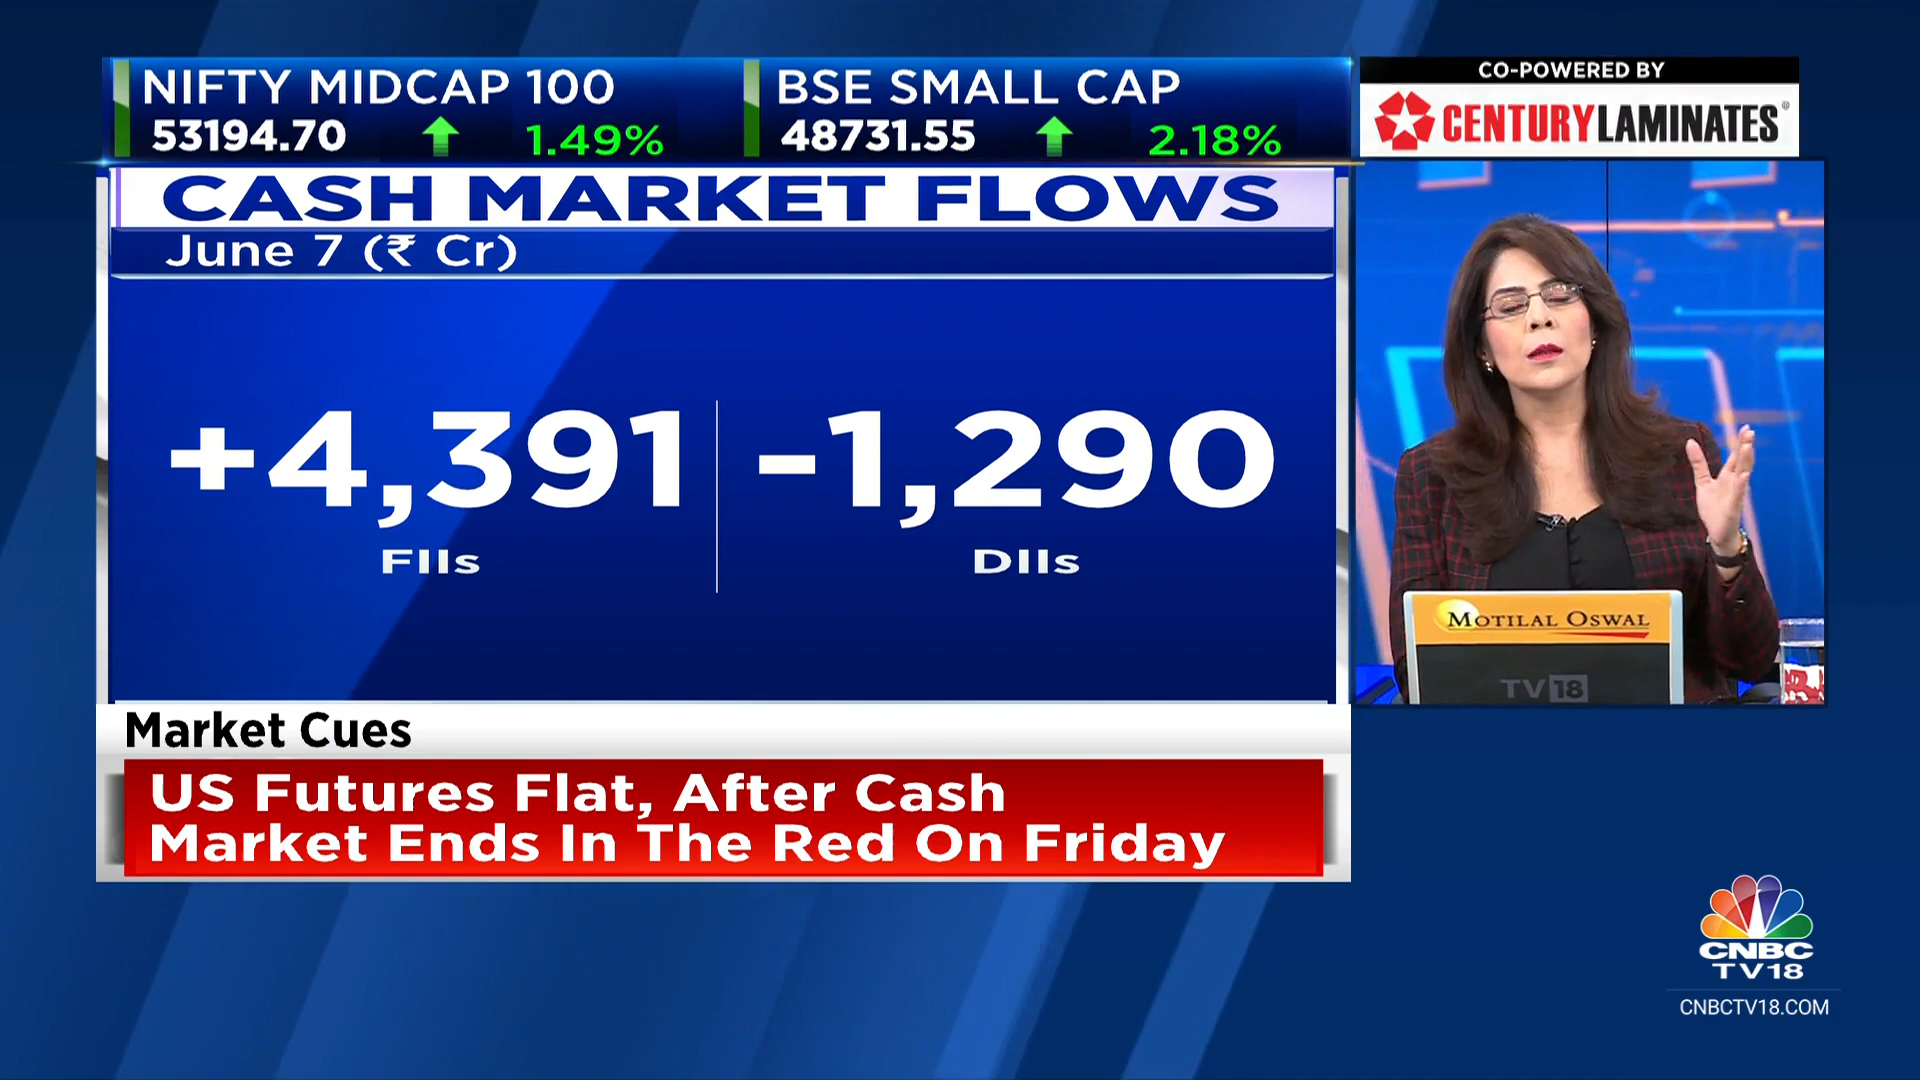 NIFTY MIDCAP 100
53194.70 1.49%
BSE SMALL CAP
48731.55 2.18%
CO-POWERED BY
CENTURYLAMINATES®
CASH MARKET FLOWS
June 7 (₹ Cr)
+4,391
FIIs
-1,290
DIIs
MOTILAL OSWAL
TV18
Market Cues
US Futures Flat, After Cash
Market Ends In The Red On Friday
CNBC
TV18
CNBCTV18.COM